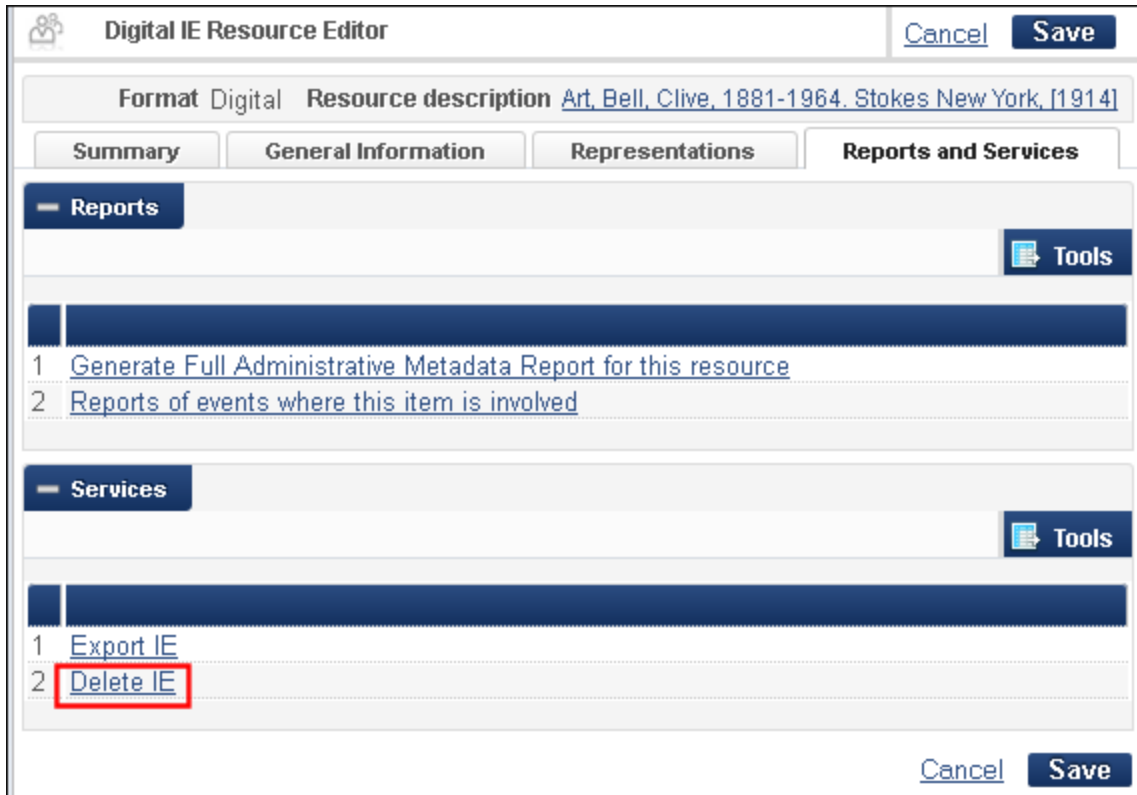 Digital IE Resource Editor Cancel Save
Format Digital Resource description Art, Bell, Clive, 1881-1964. Stokes New York, [1914]
Summary General Information Representations Reports and Services
Reports
Tools
1 Generate Full Administrative Metadata Report for this resource
2 Reports of events where this item is involved
Services
Tools
1 Export IE
2 Delete IE
Cancel Save